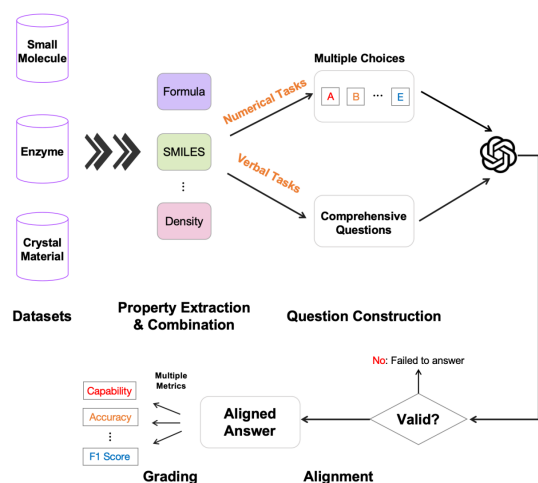 Small
Molecule
Enzyme
Crystal
Material
Formula
SMILES
⋮
Density
Numerical Tasks
Verbal Tasks
Multiple Choices
A B ··· E
Comprehensive
Questions
Datasets
Property Extraction
& Combination
Question Construction
No: Failed to answer
Valid?
Aligned
Answer
Multiple
Metrics
Capability
Accuracy
⋮
F1 Score
Grading
Alignment